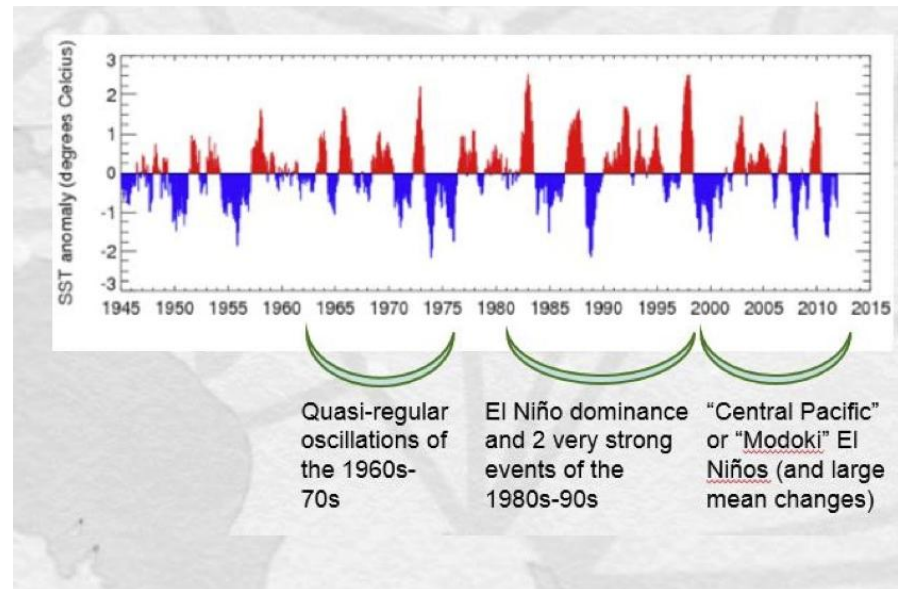 SST anomaly (degrees Celcius)
3
2
1
0
-1
-2
-3
1945 1950 1955 1960 1965 1970 1975 1980 1985 1990 1995 2000 2005 2010 2015
Quasi-regular
oscillations of
the 1960s-
70s
El Niño dominance
and 2 very strong
events of the
1980s-90s
“Central Pacific”
or “Modoki” El
Niños (and large
mean changes)